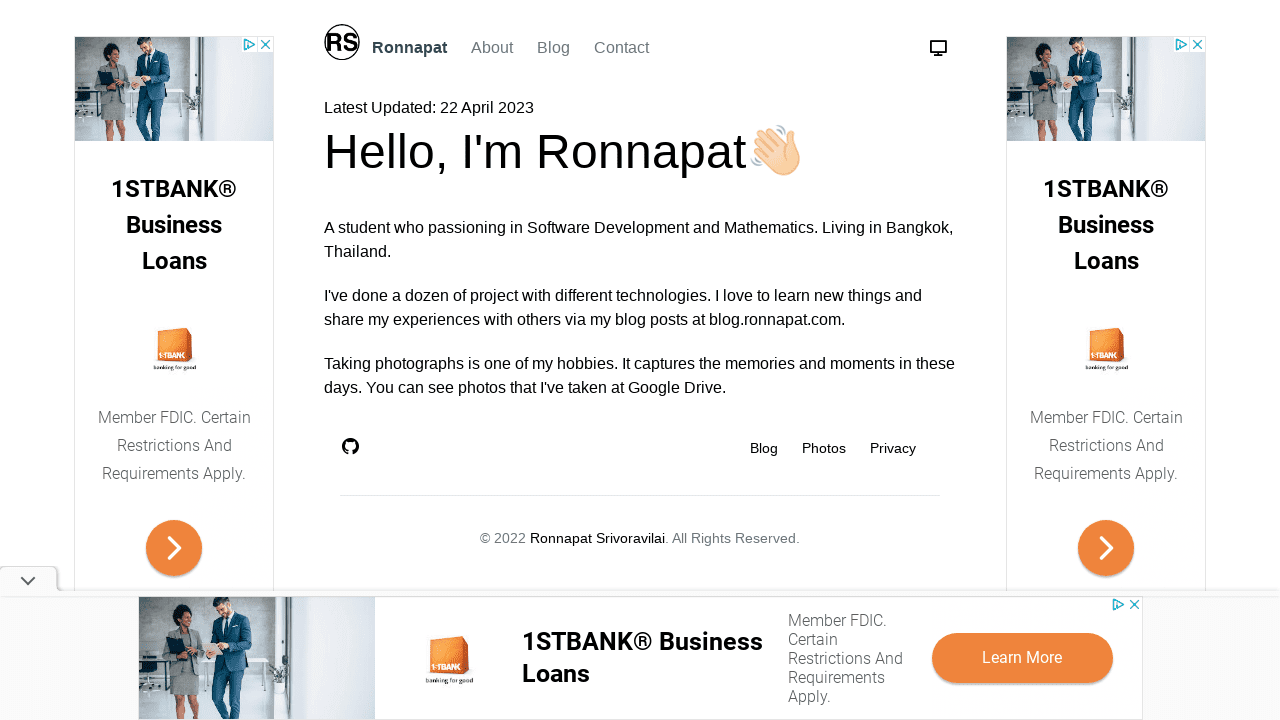 RS
Ronnapat About Blog Contact
Latest Updated: 22 April 2023
Hello, I'm Ronnapat👋
A student who passioning in Software Development and Mathematics. Living in Bangkok,
Thailand.
I've done a dozen of project with different technologies. I love to learn new things and
share my experiences with others via my blog posts at blog.ronnapat.com.
Taking photographs is one of my hobbies. It captures the memories and moments in these
days. You can see photos that I've taken at Google Drive.
Blog Photos Privacy
© 2022 Ronnapat Srivoravilai. All Rights Reserved.
1STBANK®
Business
Loans
1STBANK
banking for good
Member FDIC. Certain
Restrictions And
Requirements Apply.
1STBANK®
Business
Loans
1STBANK
banking for good
Member FDIC. Certain
Restrictions And
Requirements Apply.
1STBANK
banking for good
1STBANK® Business
Loans
Member FDIC.
Certain
Restrictions And
Requirements
Apply.
Learn More